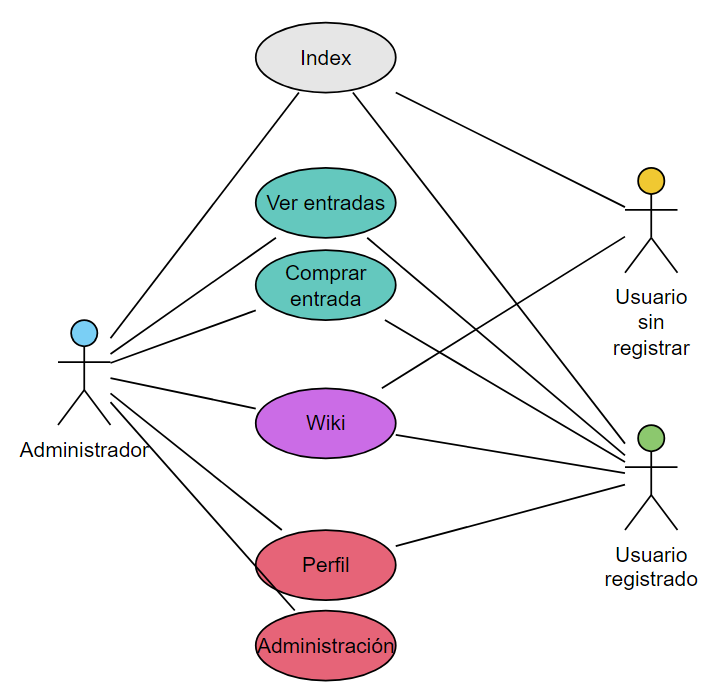 Index
Ver entradas
Comprar
entrada
Usuario
sin
registrar
Administrador
Wiki
Usuario
registrado
Perfil
Administración